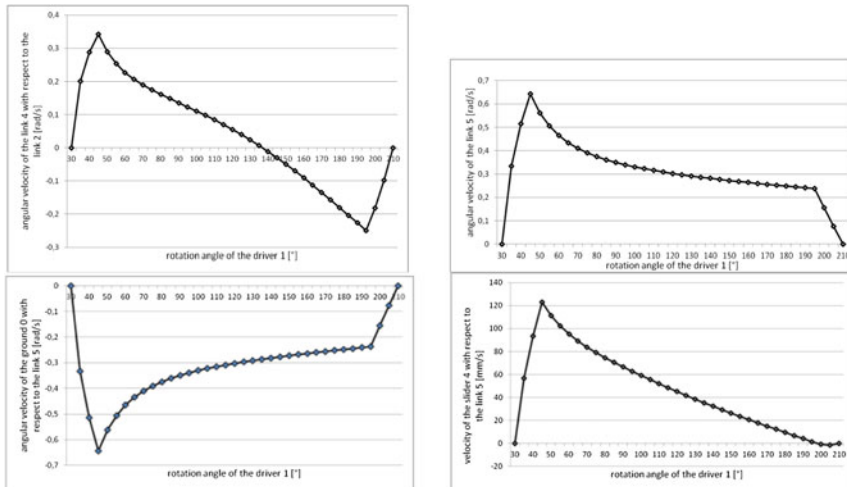 0,4
0,3
0,2
0,1
0
-0,1
-0,2
-0,3
30 40 50 60 70 80 90 100 110 120 130 140 150 160 170 180 190 200 210
angular velocity of the link 4 with respect to the
link 2 [rad/s]
rotation angle of the driver 1 [°]
0,7
0,6
0,5
0,4
0,3
0,2
0,1
0
30 40 50 60 70 80 90 100 110 120 130 140 150 160 170 180 190 200 210
angular velocity of the link 5 [rad/s]
rotation angle of the driver 1 [°]
0
-0,1
-0,2
-0,3
-0,4
-0,5
-0,6
-0,7
30 40 50 60 70 80 90 100 110 120 130 140 150 160 170 180 190 200 210
angular velocity of the ground 0 with
respect to the link 5 [rad/s]
rotation angle of the driver 1 [°]
140
120
100
80
60
40
20
0
-20
30 40 50 60 70 80 90 100 110 120 130 140 150 160 170 180 190 200 210
velocity of the slider 4 with respect to
the link 5 [mm/s]
rotation angle of the driver 1 [°]